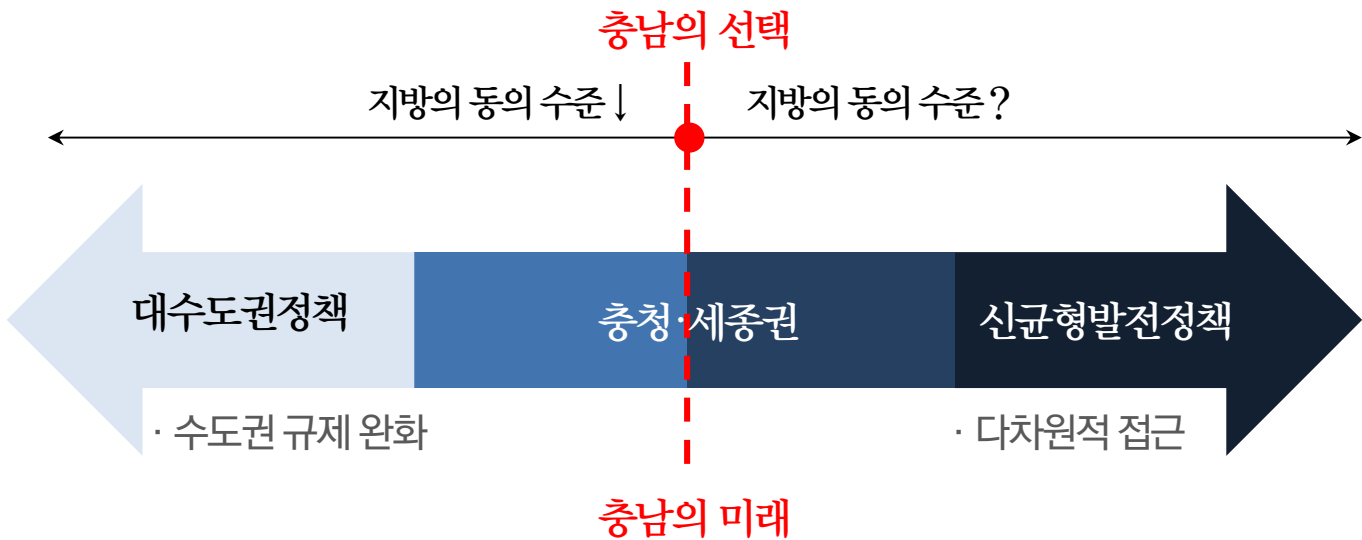 충남의 선택
지방의 동의 수준↓ 지방의 동의 수준?
대수도권정책 충청·세종권 신균형발전정책
· 수도권 규제 완화 · 다차원적 접근
충남의 미래